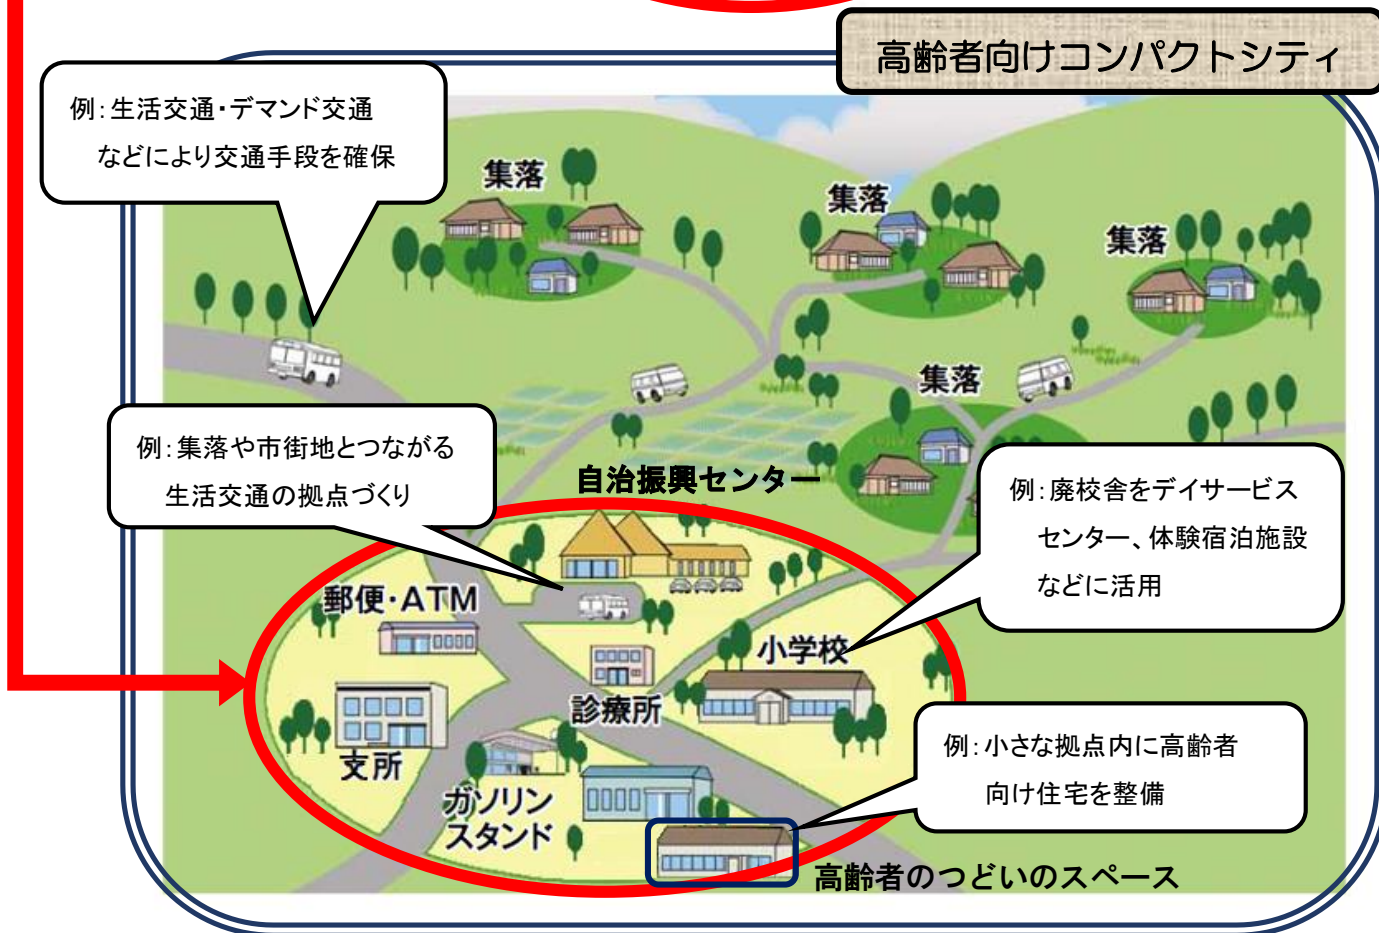 高齢者向けコンパクトシティ
例：生活交通・デマンド交通
などにより交通手段を確保
集落
集落
集落
集落
例：集落や市街地とつながる
生活交通の拠点づくり
自治振興センター
例：廃校舎をデイサービス
センター、体験宿泊施設
などに活用
郵便・ATM
小学校
診療所
支所
例：小さな拠点内に高齢者
向け住宅を整備
ガソリン
スタンド
高齢者のつどいのスペース